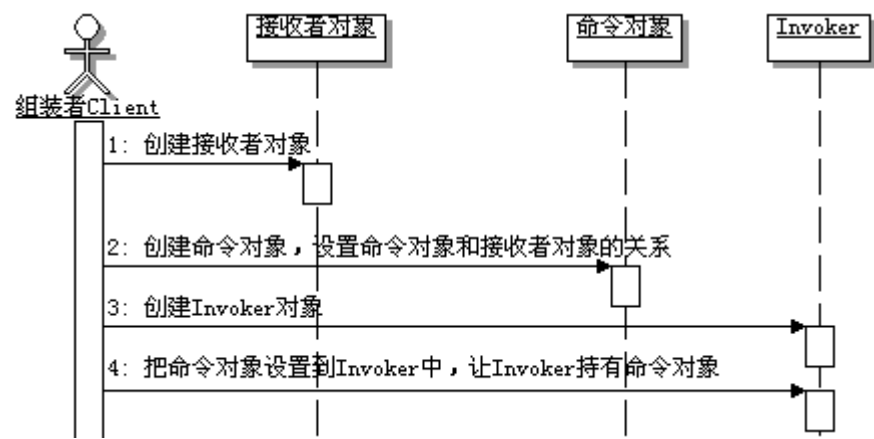 接收者对象
命令对象
Invoker
组装者Client
1: 创建接收者对象
2: 创建命令对象，设置命令对象和接收者对象的关系
3: 创建Invoker对象
4: 把命令对象设置到Invoker中，让Invoker持有命令对象